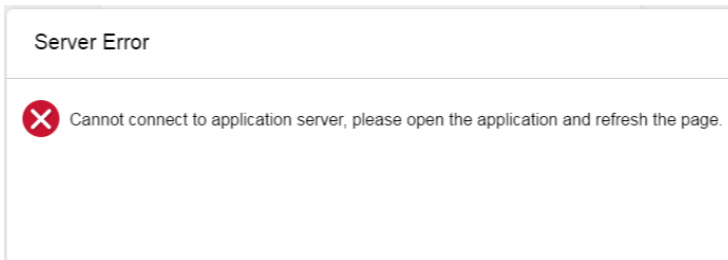 Server Error
Cannot connect to application server, please open the application and refresh the page.